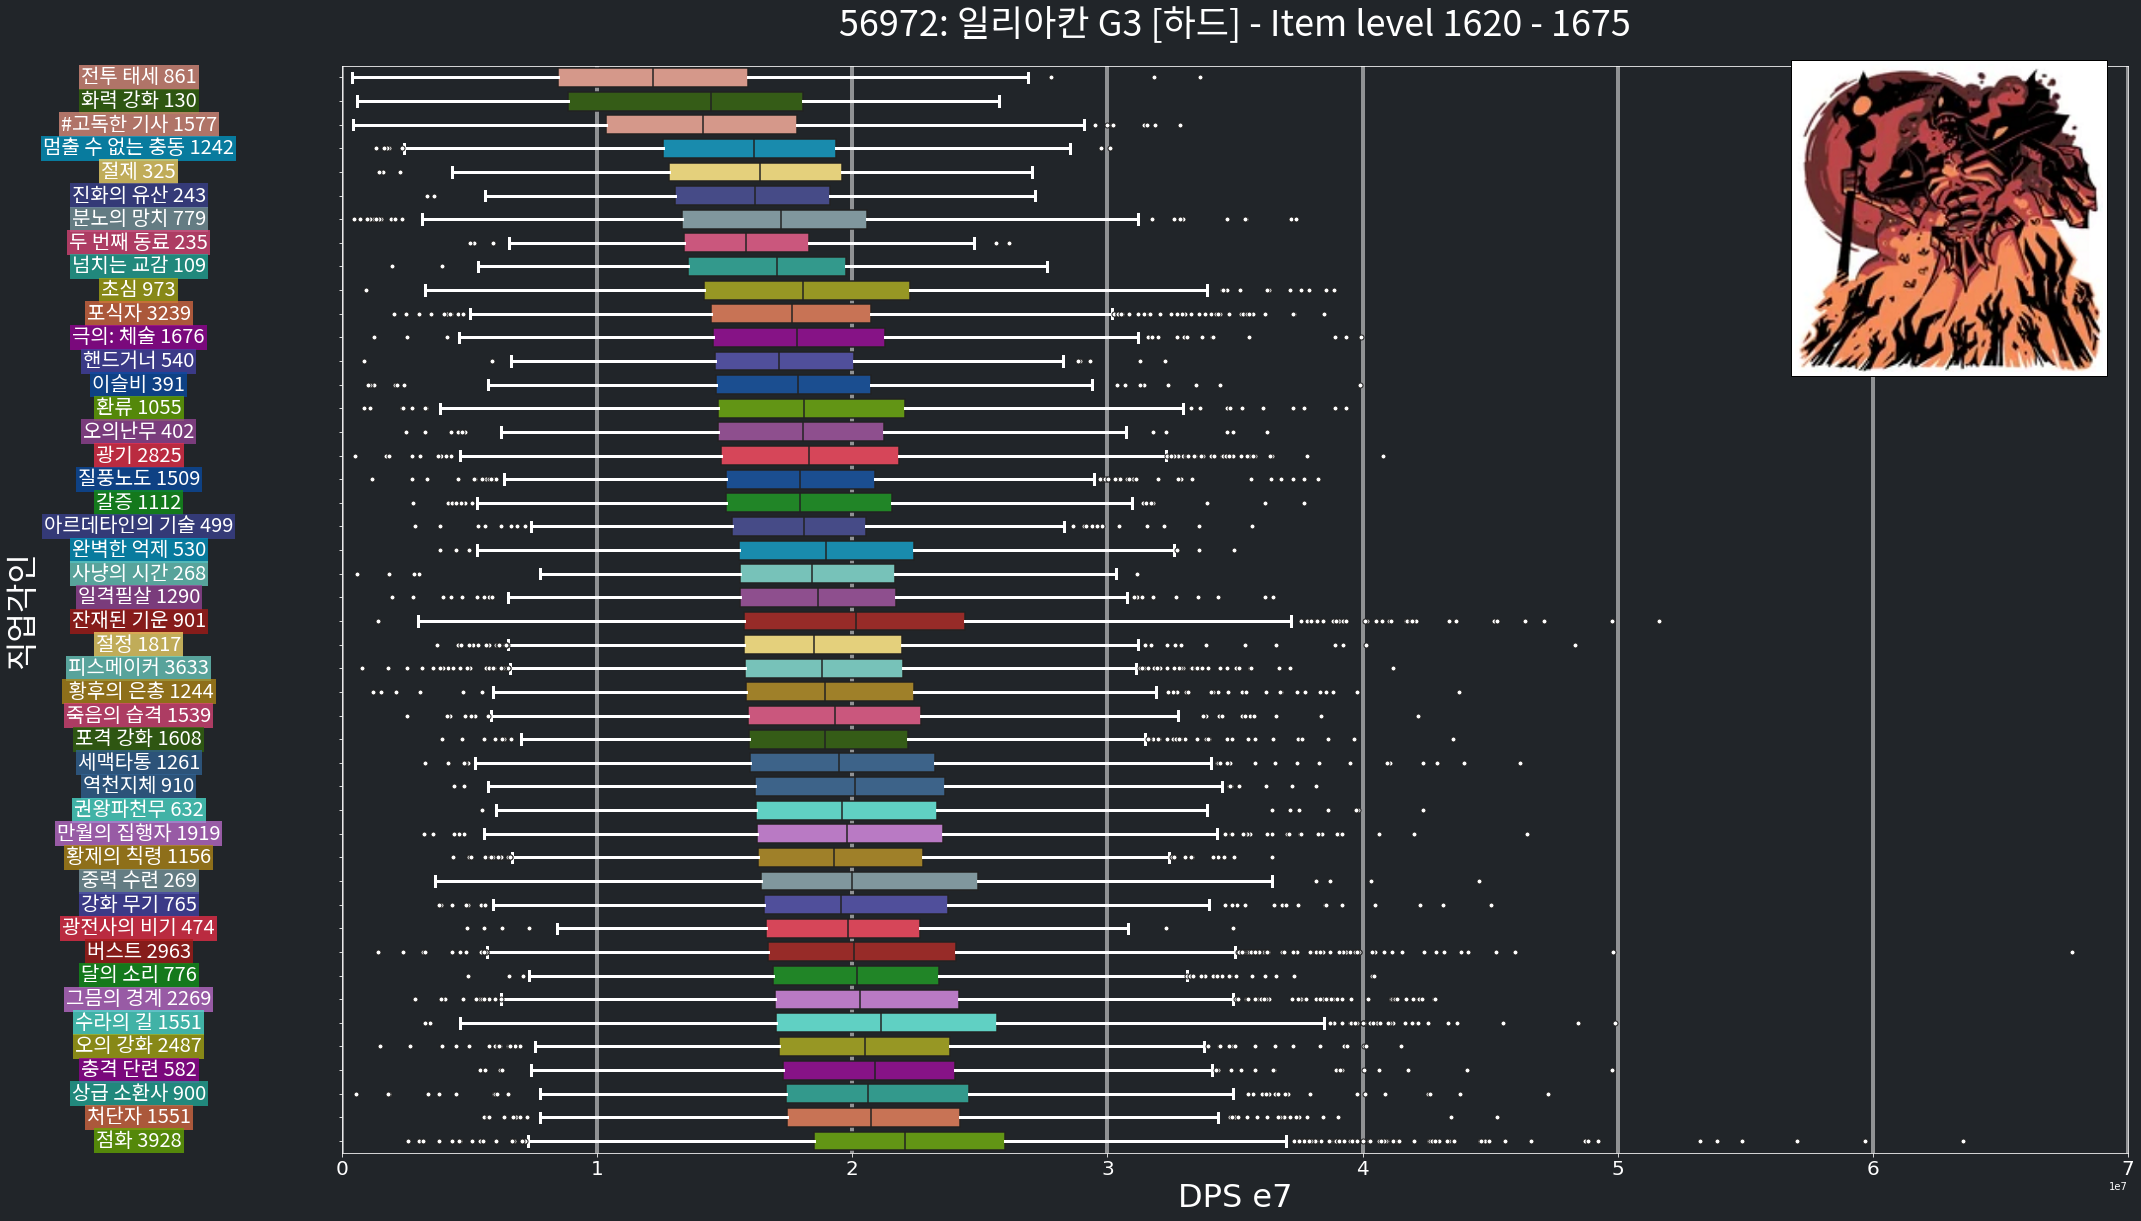 56972: 일리아칸 G3 [하드] - Item level 1620 - 1675
전투 태세 861
화력 강화 130
#고독한 기사 1577
멈출 수 없는 충동 1242
절제 325
진화의 유산 243
분노의 망치 779
두 번째 동료 235
넘치는 교감 109
초심 973
포식자 3239
극의: 체술 1676
핸드거너 540
이슬비 391
환류 1055
오의난무 402
광기 2825
질풍노도 1509
갈증 1112
아르데타인의 기술 499
완벽한 억제 530
사냥의 시간 268
일격필살 1290
잔재된 기운 901
절정 1817
피스메이커 3633
황후의 은총 1244
죽음의 습격 1539
포격 강화 1608
세맥타통 1261
역천지체 910
권왕파천무 632
만월의 집행자 1919
황제의 칙령 1156
중력 수련 269
강화 무기 765
광전사의 비기 474
버스트 2963
달의 소리 776
그믐의 경계 2269
수라의 길 1551
오의 강화 2487
충격 단련 582
상급 소환사 900
처단자 1551
점화 3928
직업각인
0 1 2 3 4 5 6 7
DPS e7
1e7